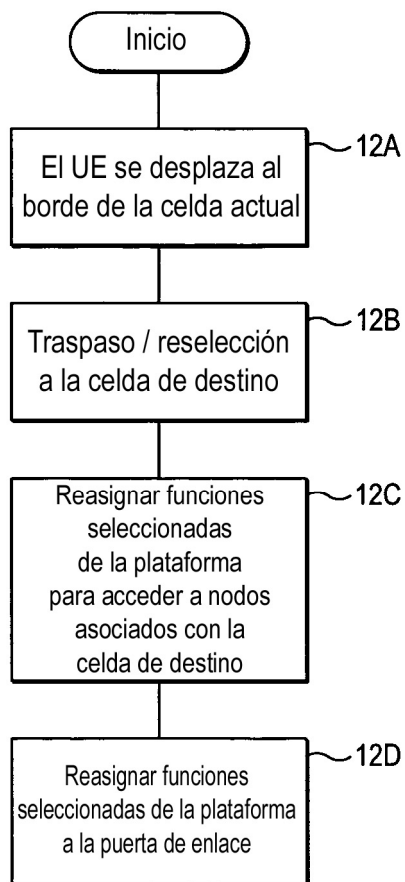 Inicio
12A
El UE se desplaza al
borde de la celda actual
12B
Traspaso / reselección
a la celda de destino
12C
Reasignar funciones
seleccionadas
de la plataforma
para acceder a nodos
asociados con la
celda de destino
12D
Reasignar funciones
seleccionadas de la plataforma
a la puerta de enlace